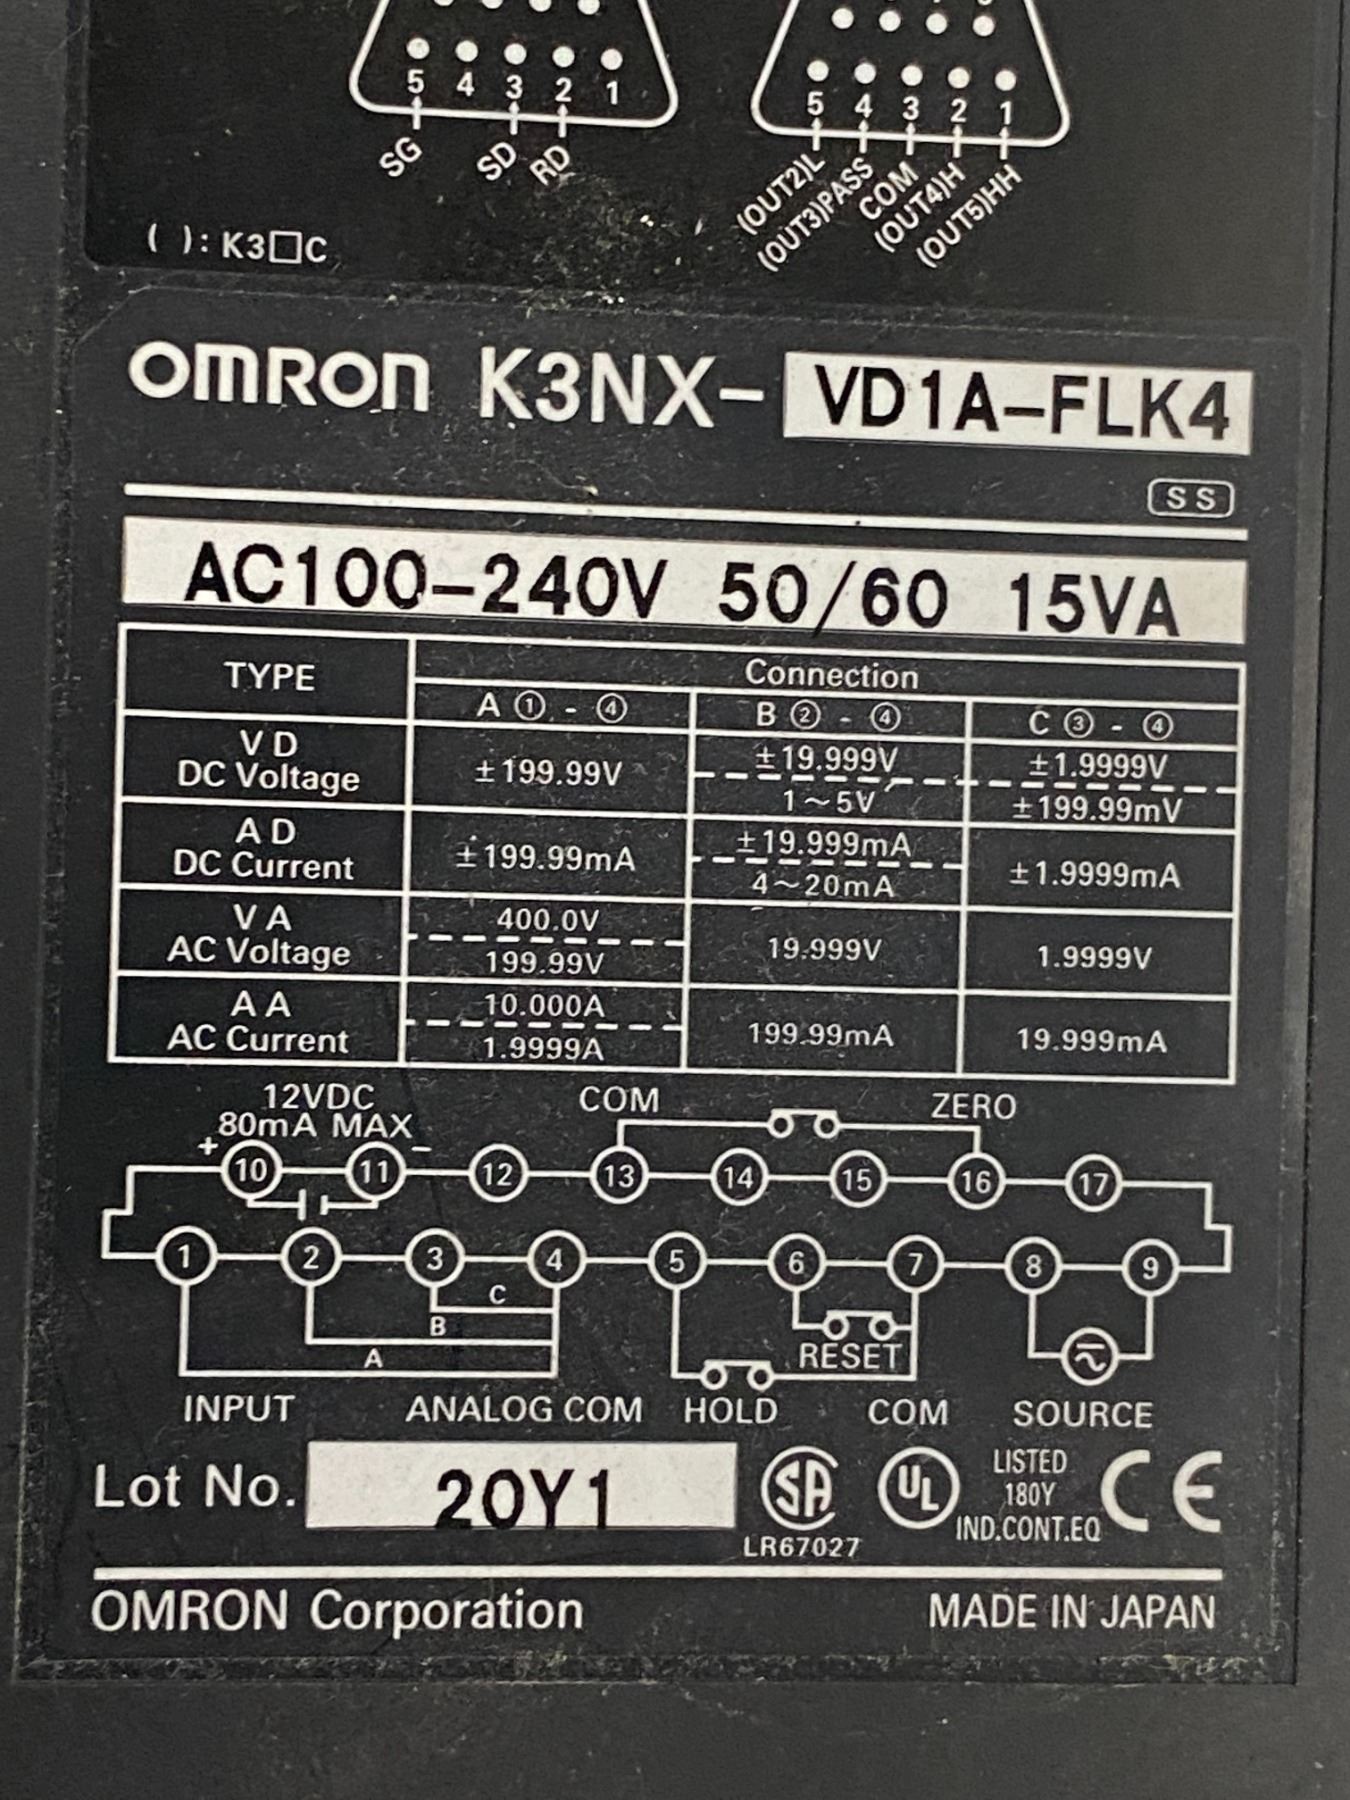 5 4 3 2 1
SG SD RD
5 4 3 2 1
(OUT2)L
(OUT3)PASS
COM
(OUT4)H
(OUT5)HH
( ): K3□C
OMRON K3NX- VD1A-FLK4
SS
AC100-240V 50/60 15VA
TYPE Connection
A ① - ④ B ② - ④ C ③ - ④
VD
DC Voltage
±199.99V
±19.999V
1~5V
±1.9999V
±199.99mV
AD
DC Current
±199.99mA
±19.999mA
4~20mA
±1.9999mA
VA
AC Voltage
400.0V
199.99V
19.999V
1.9999V
AA
AC Current
10.000A
1.9999A
199.99mA
19.999mA
12VDC
80mA MAX
COM ZERO
+ -
10 11 12 13 14 15 16 17
1 2 3 4 5 6 7 8 9
C
B
A
RESET
INPUT ANALOG COM HOLD COM SOURCE
Lot No. 20Y1
SA
LR67027
UL
LISTED
180Y
IND.CONT.EQ
CE
OMRON Corporation MADE IN JAPAN